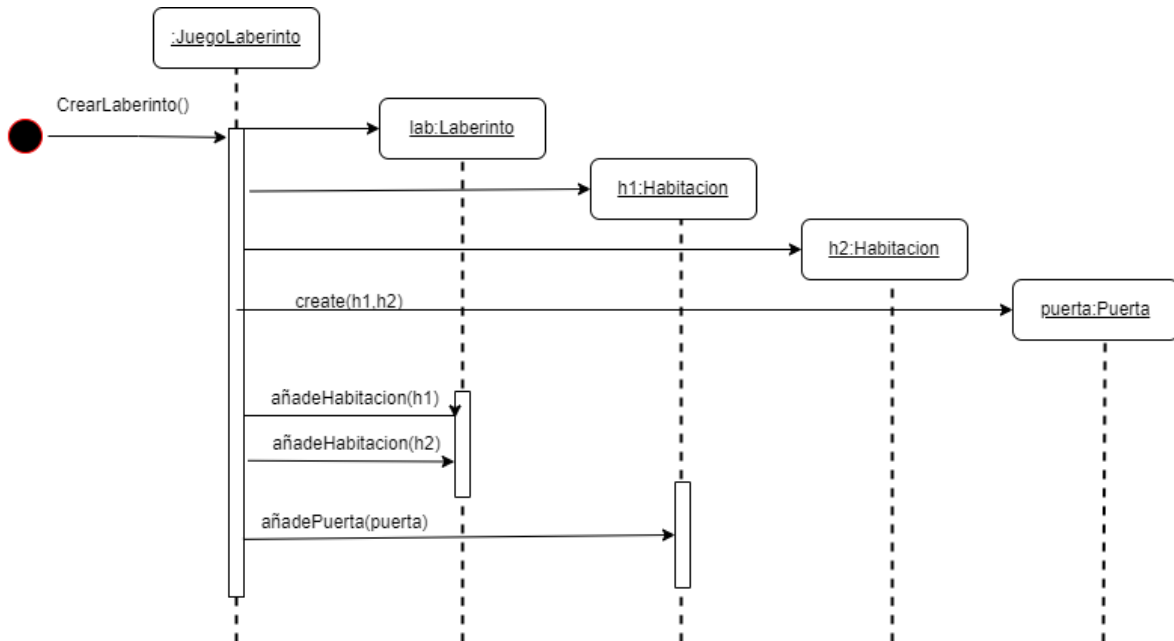 :JuegoLaberinto
CrearLaberinto()
lab:Laberinto
h1:Habitacion
h2:Habitacion
create(h1,h2)
puerta:Puerta
añadeHabitacion(h1)
añadeHabitacion(h2)
añadePuerta(puerta)